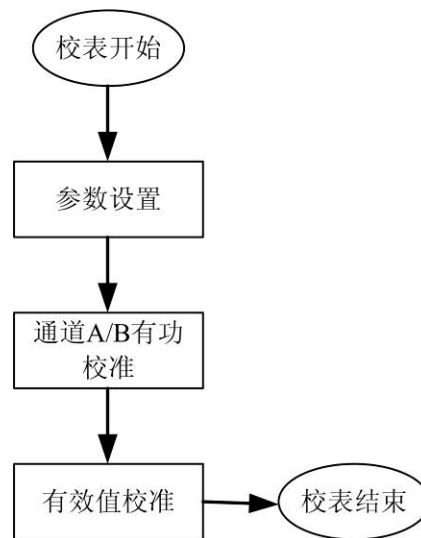 校表开始
参数设置
通道A/B有功
校准
有效值校准
校表结束